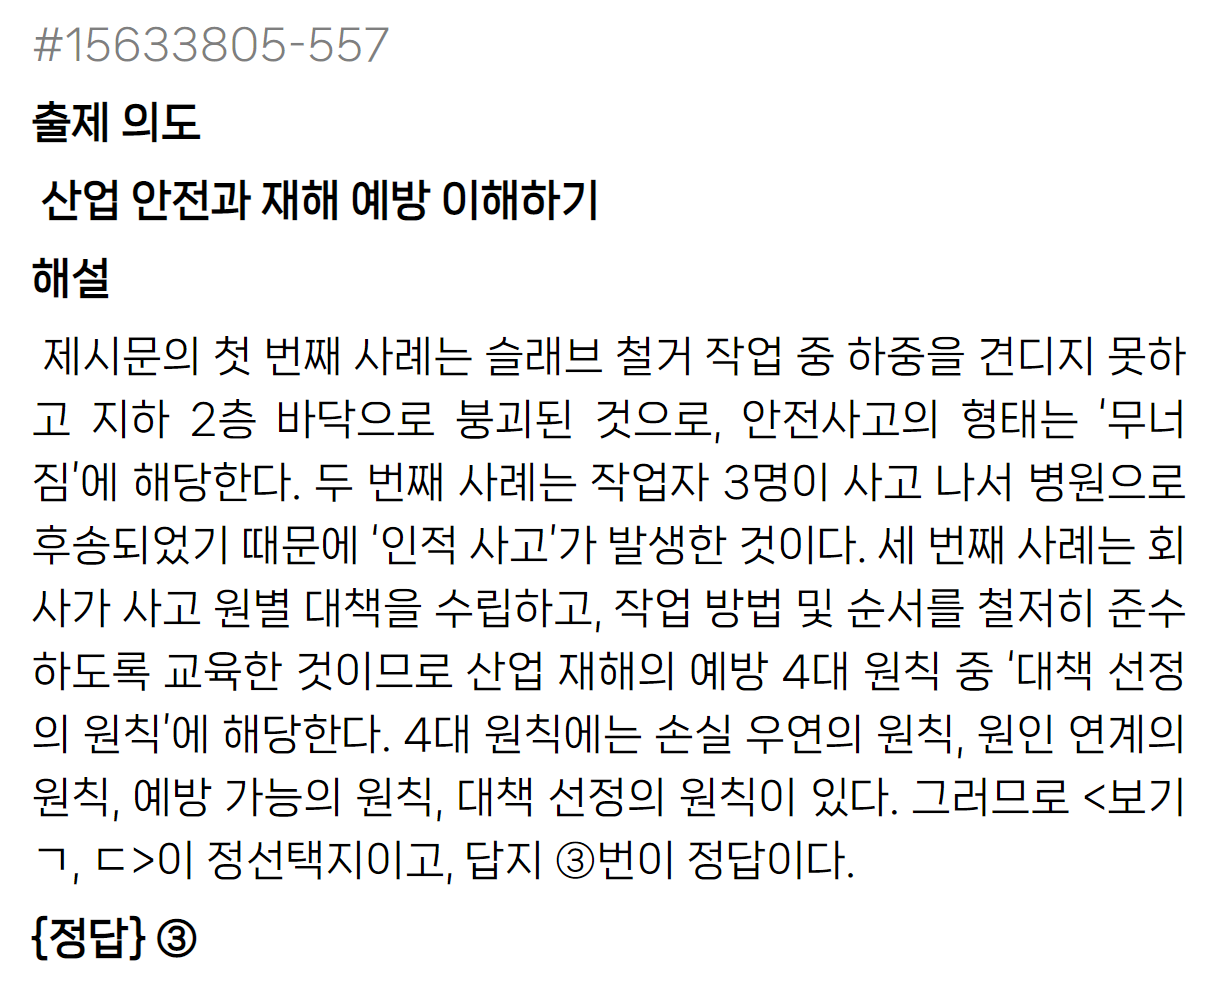 #15633805-557
출제 의도
산업 안전과 재해 예방 이해하기
해설
제시문의 첫 번째 사례는 슬래브 철거 작업 중 하중을 견디지 못하
고 지하 2층 바닥으로 붕괴된 것으로, 안전사고의 형태는 ‘무너
짐’에 해당한다. 두 번째 사례는 작업자 3명이 사고 나서 병원으로
후송되었기 때문에 ‘인적 사고’가 발생한 것이다. 세 번째 사례는 회
사가 사고 원별 대책을 수립하고, 작업 방법 및 순서를 철저히 준수
하도록 교육한 것이므로 산업 재해의 예방 4대 원칙 중 ‘대책 선정
의 원칙’에 해당한다. 4대 원칙에는 손실 우연의 원칙, 원인 연계의
원칙, 예방 가능의 원칙, 대책 선정의 원칙이 있다. 그러므로 <보기
ㄱ, ㄷ>이 정선택지이고, 답지 ③번이 정답이다.
{정답} ③